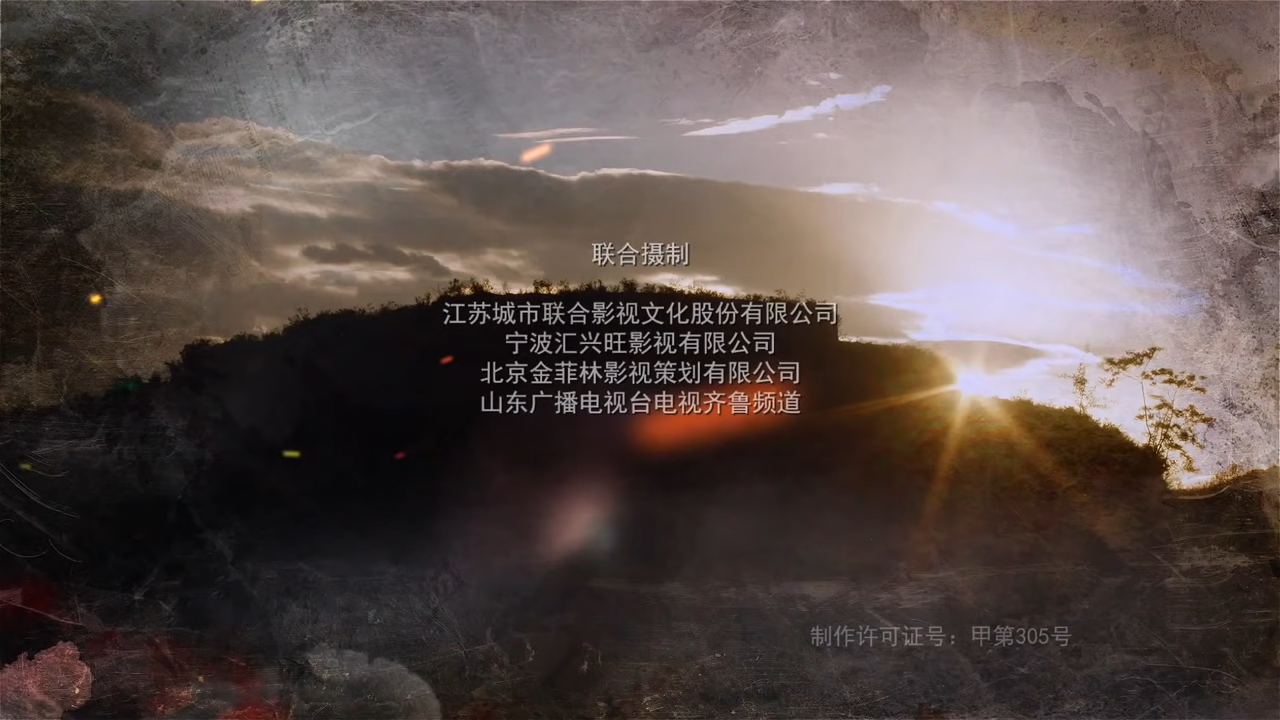 联合摄制
江苏城市联合影视文化股份有限公司
宁波汇兴旺影视有限公司
北京金菲林影视策划有限公司
山东广播电视台电视齐鲁频道
制作许可证号：甲第305号